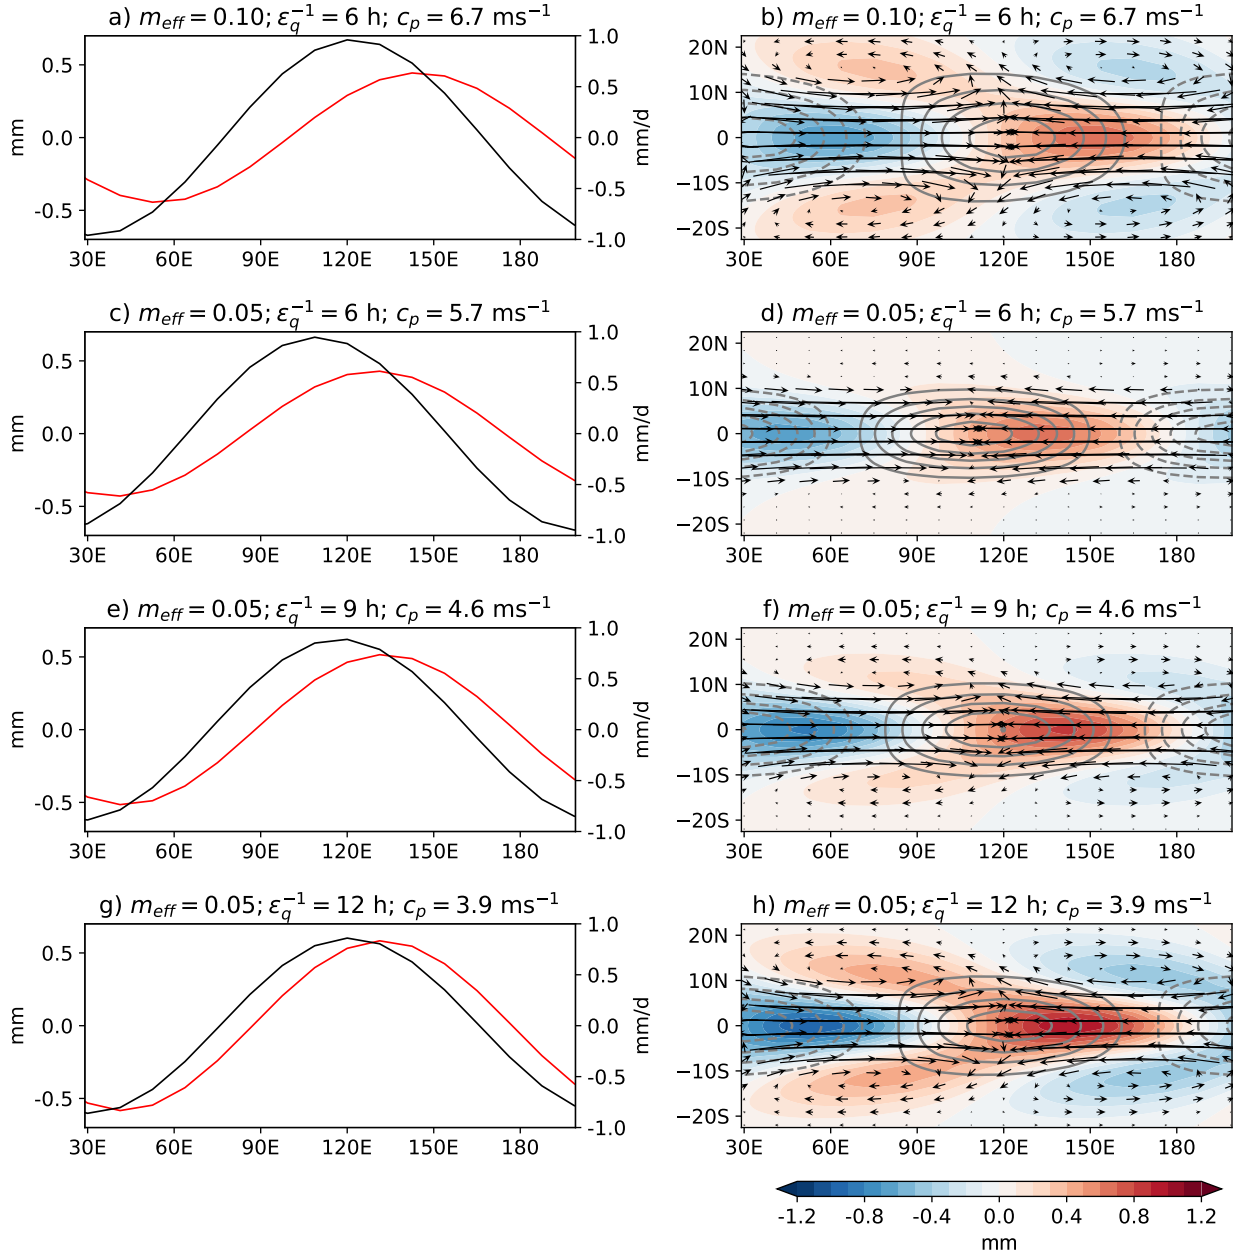 a) m_eff = 0.10; ε_q^−1 = 6 h; c_p = 6.7 ms^−1
0.5
0.0
-0.5
mm
1.0
0.5
0.0
-0.5
-1.0
mm/d
30E 60E 90E 120E 150E 180
b) m_eff = 0.10; ε_q^−1 = 6 h; c_p = 6.7 ms^−1
20N
10N
0
−10S
−20S
30E 60E 90E 120E 150E 180
c) m_eff = 0.05; ε_q^−1 = 6 h; c_p = 5.7 ms^−1
0.5
0.0
-0.5
mm
1.0
0.5
0.0
-0.5
-1.0
mm/d
30E 60E 90E 120E 150E 180
d) m_eff = 0.05; ε_q^−1 = 6 h; c_p = 5.7 ms^−1
20N
10N
0
−10S
−20S
30E 60E 90E 120E 150E 180
e) m_eff = 0.05; ε_q^−1 = 9 h; c_p = 4.6 ms^−1
0.5
0.0
-0.5
mm
1.0
0.5
0.0
-0.5
-1.0
mm/d
30E 60E 90E 120E 150E 180
f) m_eff = 0.05; ε_q^−1 = 9 h; c_p = 4.6 ms^−1
20N
10N
0
−10S
−20S
30E 60E 90E 120E 150E 180
g) m_eff = 0.05; ε_q^−1 = 12 h; c_p = 3.9 ms^−1
0.5
0.0
-0.5
mm
1.0
0.5
0.0
-0.5
-1.0
mm/d
30E 60E 90E 120E 150E 180
h) m_eff = 0.05; ε_q^−1 = 12 h; c_p = 3.9 ms^−1
20N
10N
0
−10S
−20S
30E 60E 90E 120E 150E 180
-1.2 -0.8 -0.4 0.0 0.4 0.8 1.2
mm